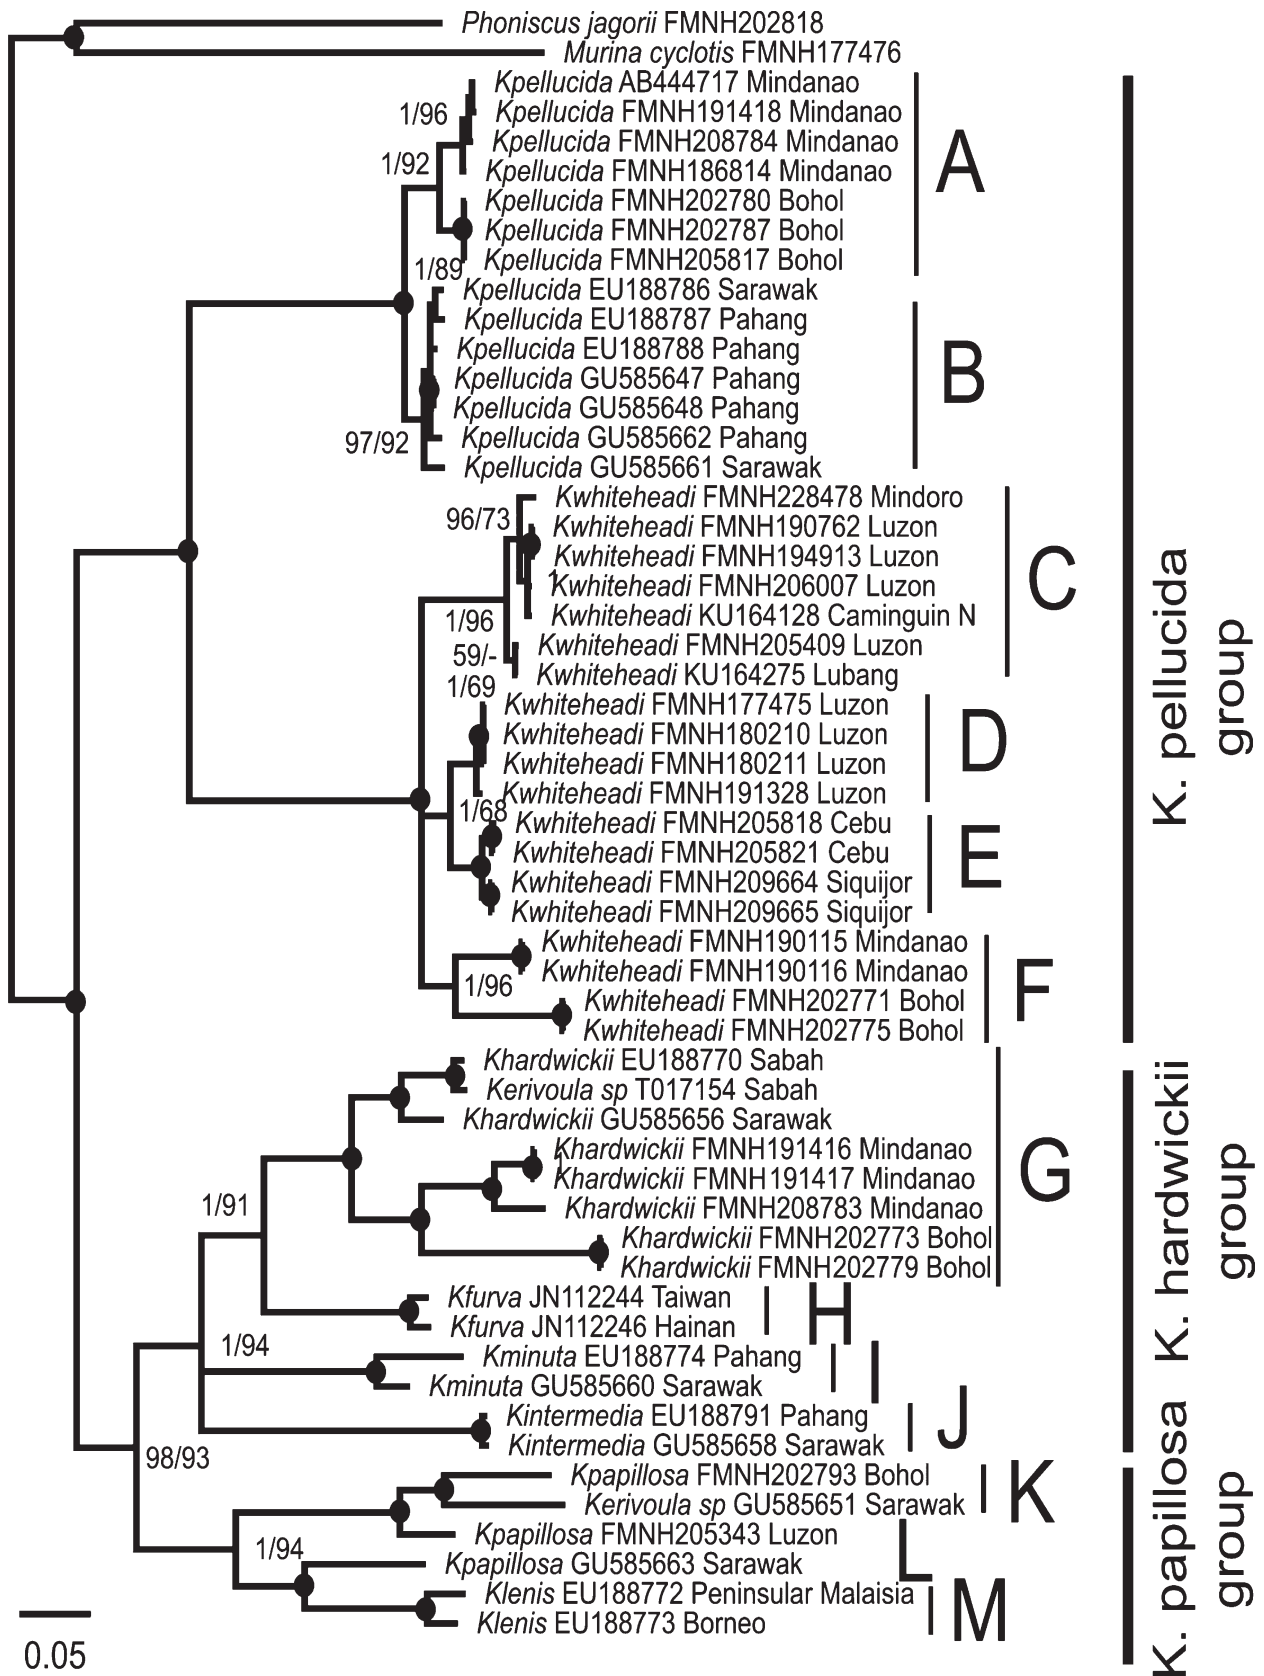 Phoniscus jagorii FMNH202818
Murina cyclotis FMNH177476
Kpellucida AB444717 Mindanao
1/96
Kpellucida FMNH191418 Mindanao
Kpellucida FMNH208784 Mindanao
1/92
Kpellucida FMNH186814 Mindanao
A
Kpellucida FMNH202780 Bohol
Kpellucida FMNH202787 Bohol
Kpellucida FMNH205817 Bohol
1/89
Kpellucida EU188786 Sarawak
Kpellucida EU188787 Pahang
Kpellucida EU188788 Pahang
B
Kpellucida GU585647 Pahang
Kpellucida GU585648 Pahang
97/92
Kpellucida GU585662 Pahang
Kpellucida GU585661 Sarawak
Kwhiteheadi FMNH228478 Mindoro
96/73
Kwhiteheadi FMNH190762 Luzon
Kwhiteheadi FMNH194913 Luzon
C
1
Kwhiteheadi FMNH206007 Luzon
Kwhiteheadi KU164128 Caminguin N
1/96
Kwhiteheadi FMNH205409 Luzon
59/-
Kwhiteheadi KU164275 Lubang
1/69
Kwhiteheadi FMNH177475 Luzon
Kwhiteheadi FMNH180210 Luzon
D
Kwhiteheadi FMNH180211 Luzon
Kwhiteheadi FMNH191328 Luzon
1/68
Kwhiteheadi FMNH205818 Cebu
Kwhiteheadi FMNH205821 Cebu
E
Kwhiteheadi FMNH209664 Siquijor
Kwhiteheadi FMNH209665 Siquijor
Kwhiteheadi FMNH190115 Mindanao
Kwhiteheadi FMNH190116 Mindanao
1/96
F
Kwhiteheadi FMNH202771 Bohol
Kwhiteheadi FMNH202775 Bohol
K. pellucida
group
Khardwickii EU188770 Sabah
Kerivoula sp T017154 Sabah
Khardwickii GU585656 Sarawak
Khardwickii FMNH191416 Mindanao
1
Khardwickii FMNH191417 Mindanao
G
1/91
Khardwickii FMNH208783 Mindanao
Khardwickii FMNH202773 Bohol
Khardwickii FMNH202779 Bohol
Kfurva JN112244 Taiwan
H
Kfurva JN112246 Hainan
1/94
Kminuta EU188774 Pahang
I
Kminuta GU585660 Sarawak
Kintermedia EU188791 Pahang
J
Kintermedia GU585658 Sarawak
98/93
K. hardwickii
group
Kpapillosa FMNH202793 Bohol
K
Kerivoula sp GU585651 Sarawak
Kpapillosa FMNH205343 Luzon
L
1/94
Kpapillosa GU585663 Sarawak
Klenis EU188772 Peninsular Malaisia
M
Klenis EU188773 Borneo
K. papillosa
group
0.05